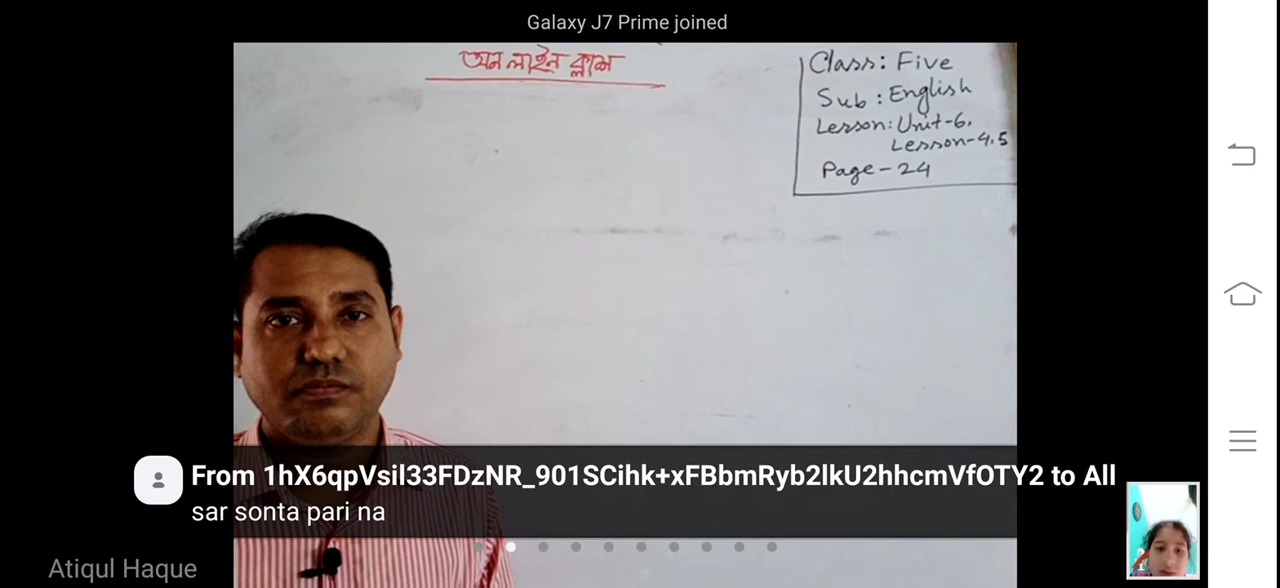 Galaxy J7 Prime joined
অন লাইন ক্লাস
Class: Five
Sub: English
Lesson: Unit-6,
Lesson-4,5
Page-24
From 1hX6qpVsil33FDzNR_901SCihk+xFBbmRyb2lkU2hhcmVfOTY2 to All
sar sonta pari na
Atiqul Haque